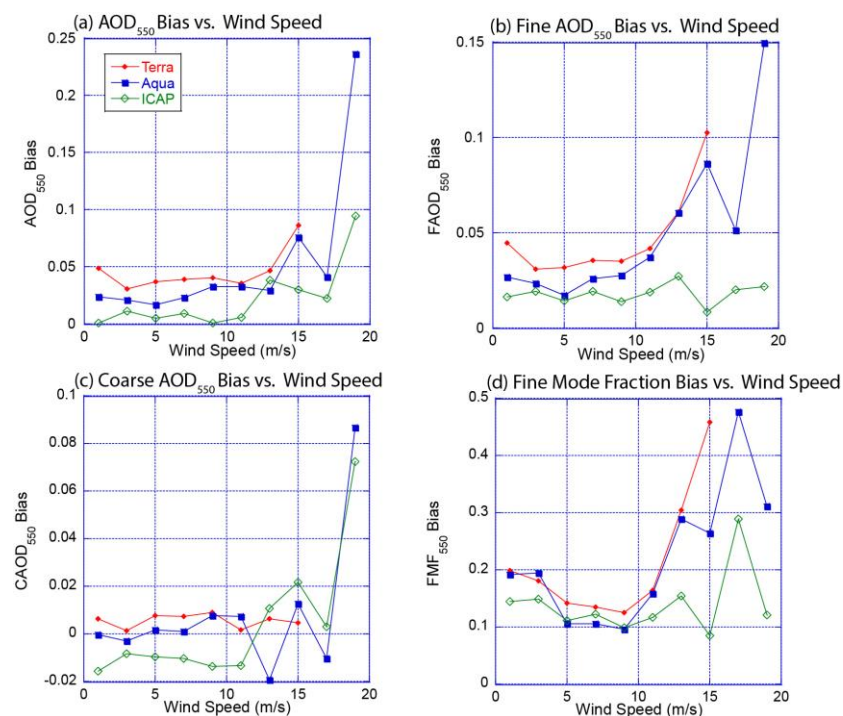 (a) AOD550 Bias vs. Wind Speed
0.25
0.2
0.15
0.1
0.05
0
AOD550 Bias
Terra
Aqua
ICAP
0 5 10 15 20
Wind Speed (m/s)
(b) Fine AOD550 Bias vs. Wind Speed
0.15
0.1
0.05
0
FAOD550 Bias
0 5 10 15 20
Wind Speed (m/s)
(c) Coarse AOD550 Bias vs. Wind Speed
0.1
0.08
0.06
0.04
0.02
0
-0.02
CAOD550 Bias
0 5 10 15 20
Wind Speed (m/s)
(d) Fine Mode Fraction Bias vs. Wind Speed
0.5
0.4
0.3
0.2
0.1
0
FMF550 Bias
0 5 10 15 20
Wind Speed (m/s)